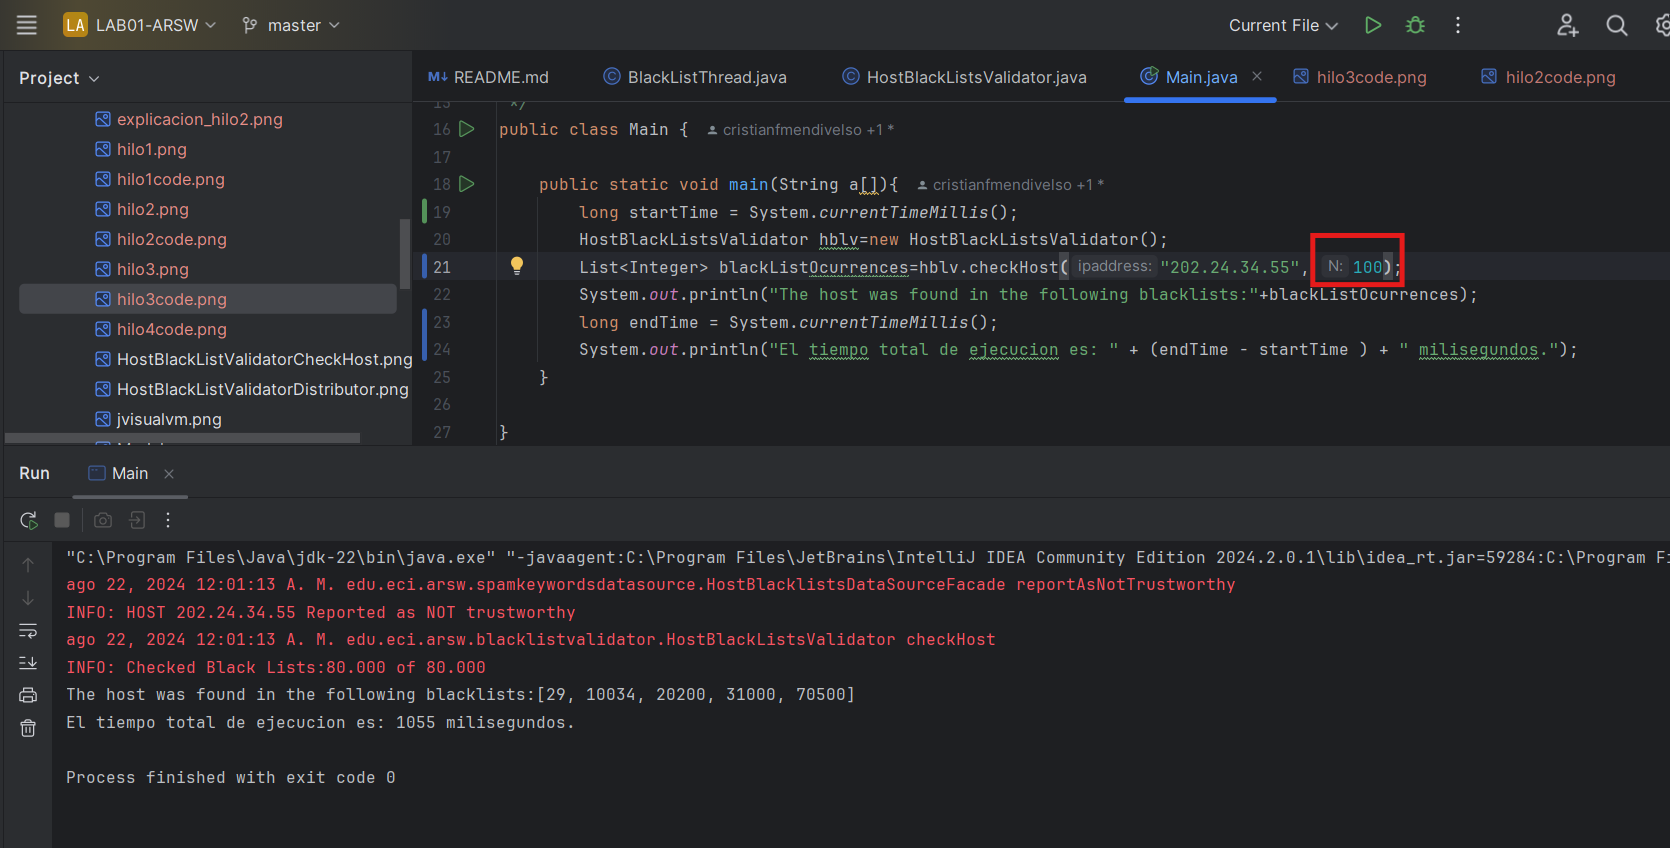 LA LAB01-ARSW master Current File
Project
README.md BlackListThread.java HostBlackListsValidator.java Main.java hilo3code.png hilo2code.png
explicacion_hilo2.png
hilo1.png
hilo1code.png
hilo2.png
hilo2code.png
hilo3.png
hilo3code.png
hilo4code.png
HostBlackListValidatorCheckHost.png
HostBlackListValidatorDistributor.png
jvisualvm.png
15 */
16 public class Main { cristianfmendivelso +1 *
17
18 public static void main(String a[]){ cristianfmendivelso +1 *
19 long startTime = System.currentTimeMillis();
20 HostBlackListsValidator hblv=new HostBlackListsValidator();
21 List<Integer> blackListOcurrences=hblv.checkHost( ipaddress: "202.24.34.55", N: 100);
22 System.out.println("The host was found in the following blacklists:"+blackListOcurrences);
23 long endTime = System.currentTimeMillis();
24 System.out.println("El tiempo total de ejecucion es: " + (endTime - startTime ) + " milisegundos.");
25 }
26
27 }
Run Main
"C:\Program Files\Java\jdk-22\bin\java.exe" "-javaagent:C:\Program Files\JetBrains\IntelliJ IDEA Community Edition 2024.2.0.1\lib\idea_rt.jar=59284:C:\Program Fi
ago 22, 2024 12:01:13 A. M. edu.eci.arsw.spamkeywordsdatasource.HostBlacklistsDataSourceFacade reportAsNotTrustworthy
INFO: HOST 202.24.34.55 Reported as NOT trustworthy
ago 22, 2024 12:01:13 A. M. edu.eci.arsw.blacklistvalidator.HostBlackListsValidator checkHost
INFO: Checked Black Lists:80.000 of 80.000
The host was found in the following blacklists:[29, 10034, 20200, 31000, 70500]
El tiempo total de ejecucion es: 1055 milisegundos.
Process finished with exit code 0